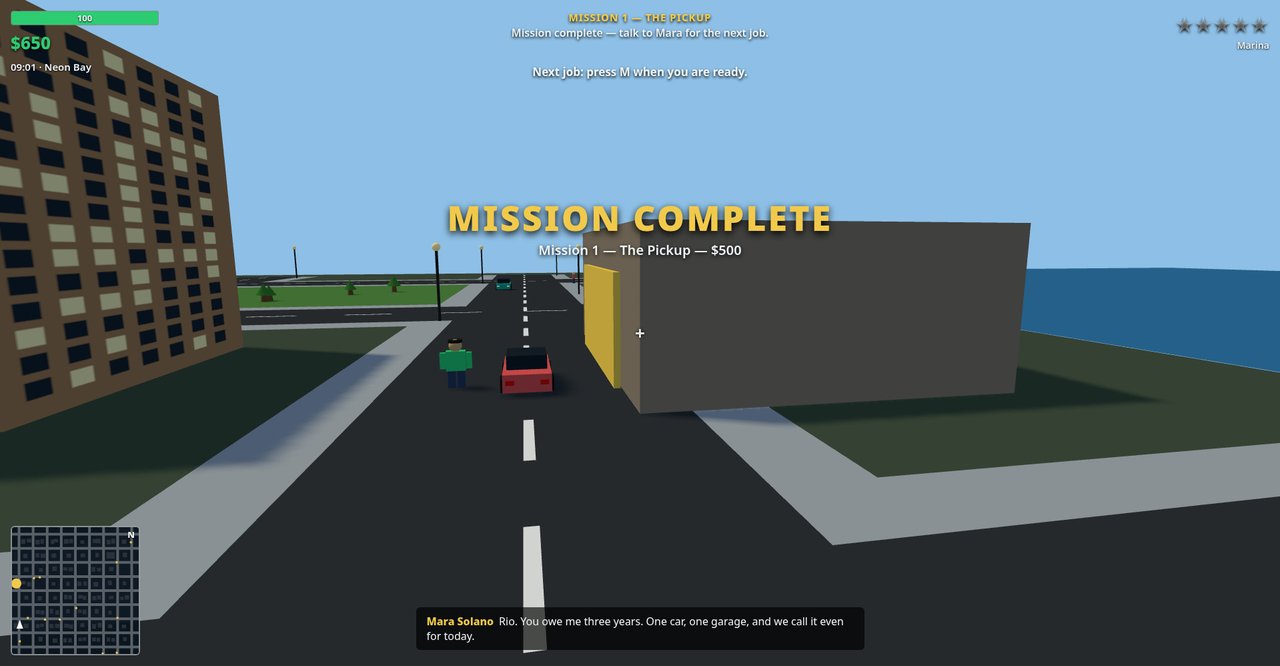 100
$650
09:01 · Neon Bay
MISSION 1 — THE PICKUP
Mission complete — talk to Mara for the next job.
Next job: press M when you are ready.
Marina
MISSION COMPLETE
Mission 1 — The Pickup — $500
N
Mara Solano Rio. You owe me three years. One car, one garage, and we call it even
for today.